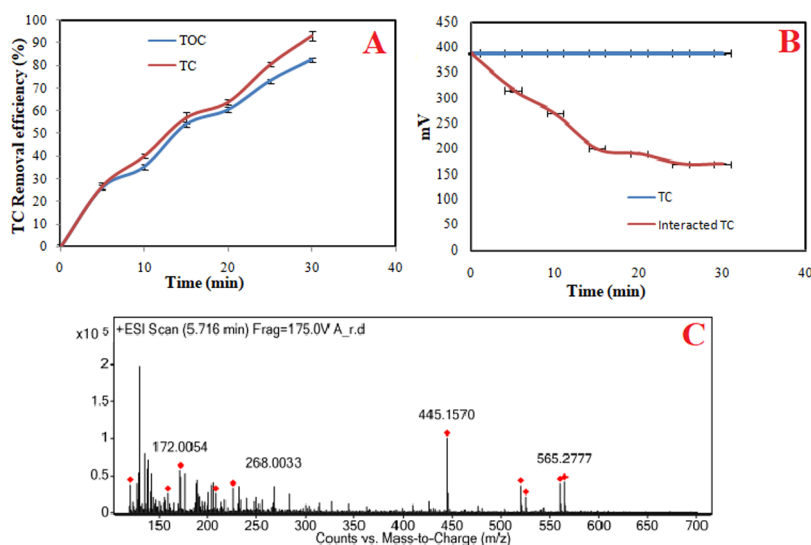 A
TC Removal efficiency (%)
100
90
80
70
60
50
40
30
20
10
0
TOC
TC
0
10
20
30
40
Time (min)
B
mV
450
400
350
300
250
200
150
100
50
0
TC
Interacted TC
0
10
20
30
40
Time (min)
C
x10 5
+ESI Scan (5.716 min) Frag=175.0V A_r.d
2
1.5
1
0.5
0
172.0054
268.0033
445.1570
565.2777
150 200 250 300 350 400 450 500 550 600 650 700
Counts vs. Mass-to-Charge (m/z)